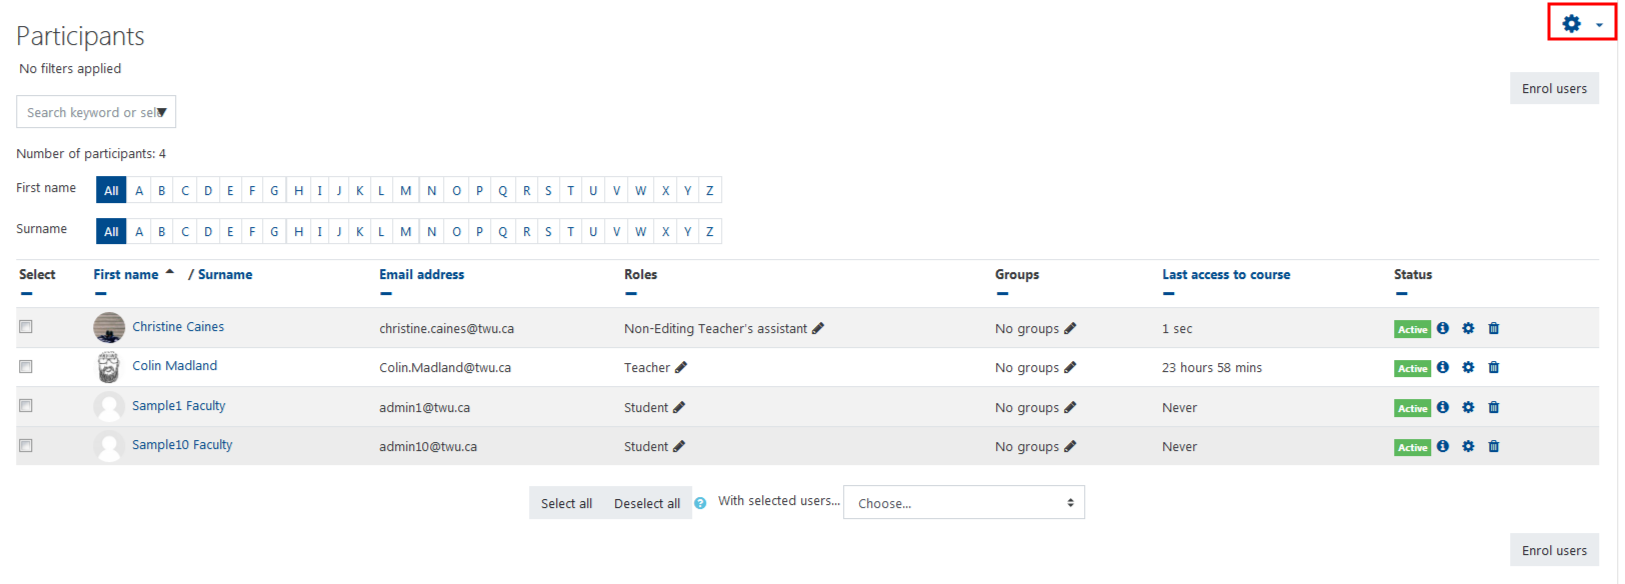 Participants
No filters applied
Enrol users
Search keyword or sele
Number of participants: 4
First name All A B C D E F G H I J K L M N O P Q R S T U V W X Y Z
Surname All A B C D E F G H I J K L M N O P Q R S T U V W X Y Z
Select First name / Surname Email address Roles Groups Last access to course Status
Christine Caines christine.caines@twu.ca Non-Editing Teacher's assistant No groups 1 sec Active
Colin Madland Colin.Madland@twu.ca Teacher No groups 23 hours 58 mins Active
Sample1 Faculty admin1@twu.ca Student No groups Never Active
Sample10 Faculty admin10@twu.ca Student No groups Never Active
Select all Deselect all ? With selected users... Choose...
Enrol users